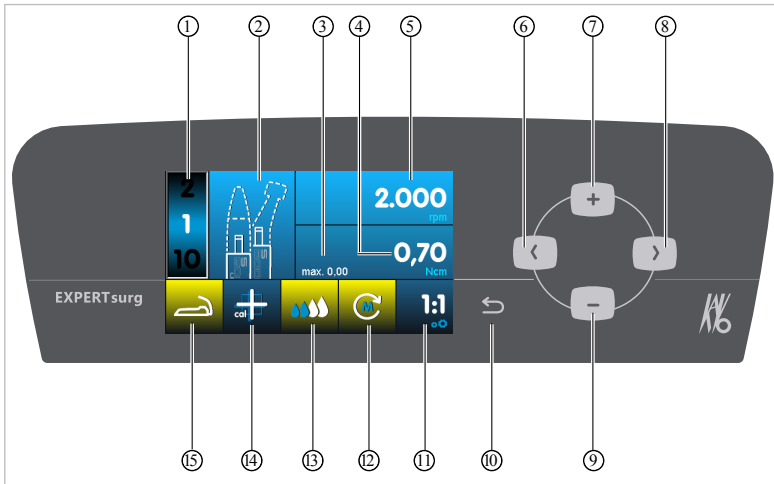 ① ② ③ ④ ⑤ ⑥ ⑦ ⑧
2
1
10
2.000
rpm
0,70
max. 0,00
Ncm
+
‹
›
−
EXPERTsurg
cal
M
1:1
KAVO
⑮ ⑭ ⑬ ⑫ ⑪ ⑩ ⑨